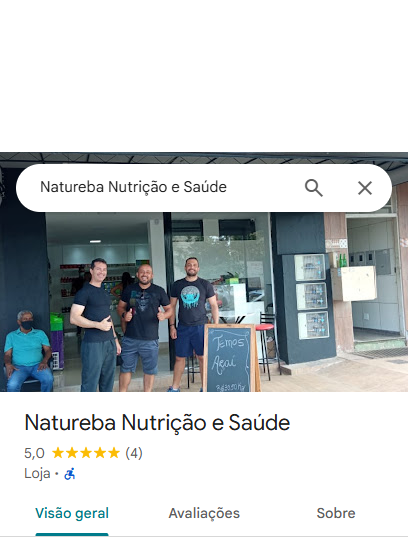 Natureba Nutrição e Saúde
Temos
Açaí
Natureba Nutrição e Saúde
5,0 (4)
Loja ·
Visão geral
Avaliações
Sobre